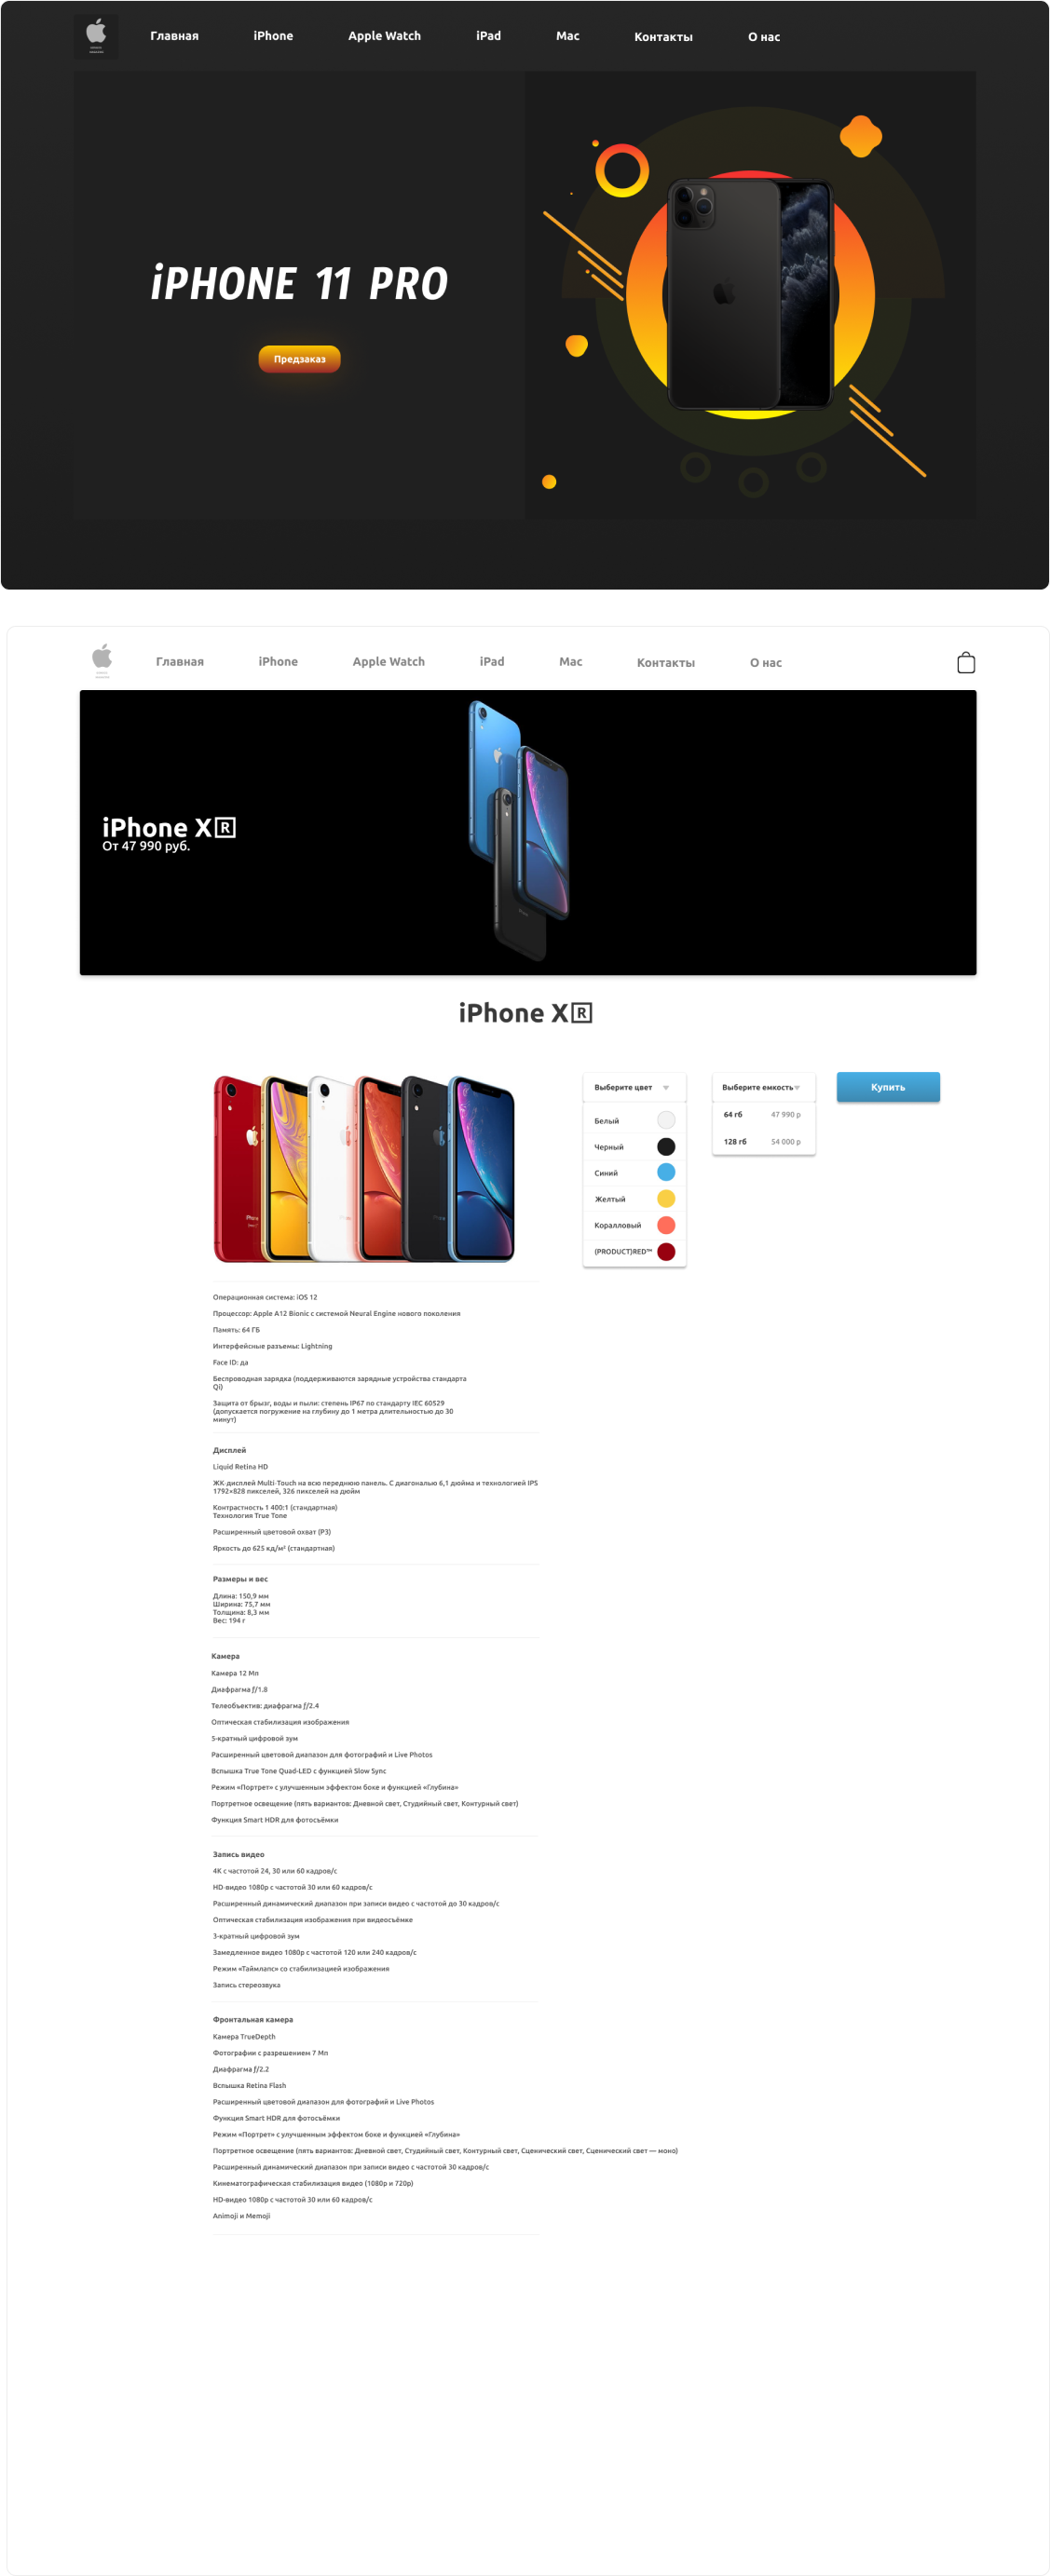 Главная iPhone Apple Watch iPad Mac Контакты О нас
iPHONE 11 PRO
Предзаказ
Главная iPhone Apple Watch iPad Mac Контакты О нас
iPhone X🅁
От 47 990 руб.
iPhone X🅁
Выберите цвет
Белый
Черный
Синий
Желтый
Коралловый
(PRODUCT)RED™
Выберите емкость
64 гб 47 990 р
128 гб 54 000 р
Купить
Операционная система: iOS 12
Процессор: Apple A12 Bionic с системой Neural Engine нового поколения
Память: 64 ГБ
Интерфейсные разъемы: Lightning
Face ID: да
Беспроводная зарядка (поддерживаются зарядные устройства стандарта
Qi)
Защита от брызг, воды и пыли: степень IP67 по стандарту IEC 60529
(допускается погружение на глубину до 1 метра длительностью до 30
минут)
Дисплей
Liquid Retina HD
ЖК-дисплей Multi-Touch на всю переднюю панель. С диагональю 6,1 дюйма и технологией IPS
1792×828 пикселей, 326 пикселей на дюйм
Контрастность 1 400:1 (стандартная)
Технология True Tone
Расширенный цветовой охват (P3)
Яркость до 625 кд/м² (стандартная)
Размеры и вес
Длина: 150,9 мм
Ширина: 75,7 мм
Толщина: 8,3 мм
Вес: 194 г
Камера
Камера 12 Мп
Диафрагма ƒ/1.8
Телеобъектив: диафрагма ƒ/2.4
Оптическая стабилизация изображения
5-кратный цифровой зум
Расширенный цветовой диапазон для фотографий и Live Photos
Вспышка True Tone Quad-LED с функцией Slow Sync
Режим «Портрет» с улучшенным эффектом боке и функцией «Глубина»
Портретное освещение (пять вариантов: Дневной свет, Студийный свет, Контурный свет)
Функция Smart HDR для фотосъёмки
Запись видео
4K с частотой 24, 30 или 60 кадров/с
HD-видео 1080p с частотой 30 или 60 кадров/с
Расширенный динамический диапазон при записи видео с частотой до 30 кадров/с
Оптическая стабилизация изображения при видеосъёмке
3-кратный цифровой зум
Замедленное видео 1080p с частотой 120 или 240 кадров/с
Режим «Таймлапс» со стабилизацией изображения
Запись стереозвука
Фронтальная камера
Камера TrueDepth
Фотографии с разрешением 7 Мп
Диафрагма ƒ/2.2
Вспышка Retina Flash
Расширенный цветовой диапазон для фотографий и Live Photos
Функция Smart HDR для фотосъёмки
Режим «Портрет» с улучшенным эффектом боке и функцией «Глубина»
Портретное освещение (пять вариантов: Дневной свет, Студийный свет, Контурный свет, Сценический свет, Сценический свет — моно)
Расширенный динамический диапазон при записи видео с частотой 30 кадров/с
Кинематографическая стабилизация видео (1080p и 720p)
HD-видео 1080p с частотой 30 или 60 кадров/с
Animoji и Memoji